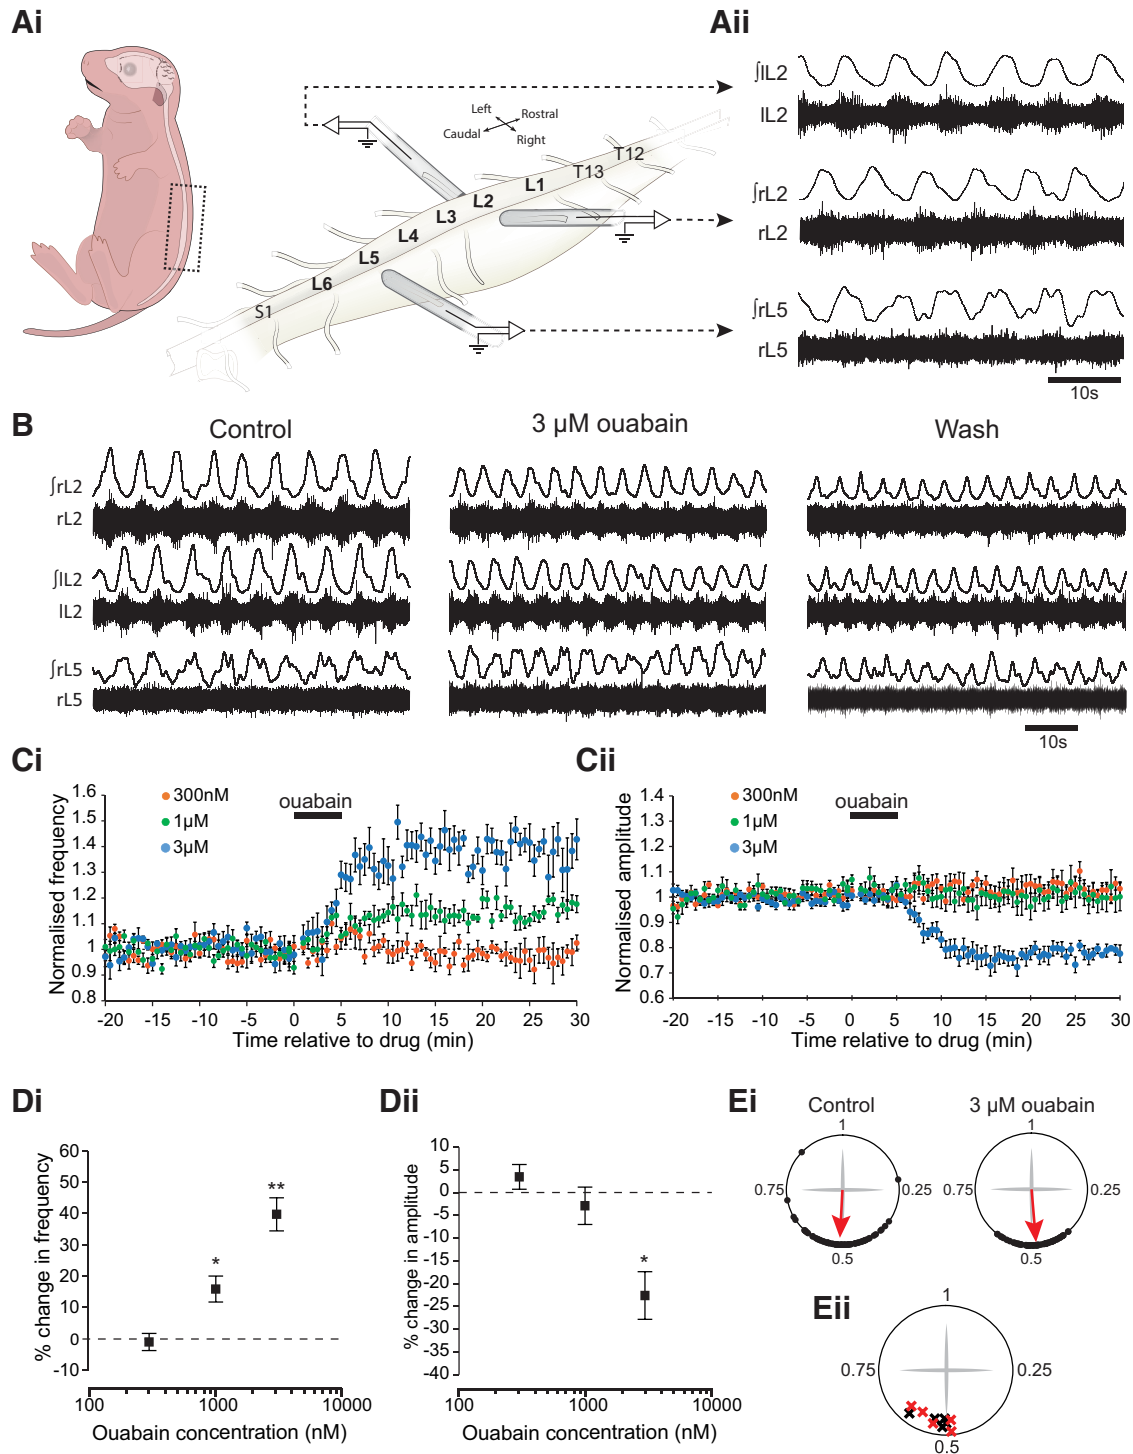 Ai
Left
Rostral
Caudal
Right
T12
T13
L1
L2
L3
L4
L5
L6
S1
Aii
∫lL2
lL2
∫rL2
rL2
∫rL5
rL5
10s
B
Control
3 µM ouabain
Wash
∫rL2
rL2
∫lL2
lL2
∫rL5
rL5
10s
Ci
Normalised frequency
1.6
1.5
1.4
1.3
1.2
1.1
1
0.9
0.8
300nM
1µM
3µM
ouabain
-20 -15 -10 -5 0 5 10 15 20 25 30
Time relative to drug (min)
Cii
Normalised amplitude
1.4
1.3
1.2
1.1
1
0.9
0.8
0.7
0.6
300nM
1µM
3µM
ouabain
-20 -15 -10 -5 0 5 10 15 20 25 30
Time relative to drug (min)
Di
% change in frequency
60
50
40
30
20
10
0
-10
*
**
100 1000 10000
Ouabain concentration (nM)
Dii
% change in amplitude
10
5
0
-5
-10
-15
-20
-25
-30
-35
-40
*
100 1000 10000
Ouabain concentration (nM)
Ei
Control
1
0.75
0.25
0.5
3 µM ouabain
1
0.75
0.25
0.5
Eii
1
0.75
0.25
0.5